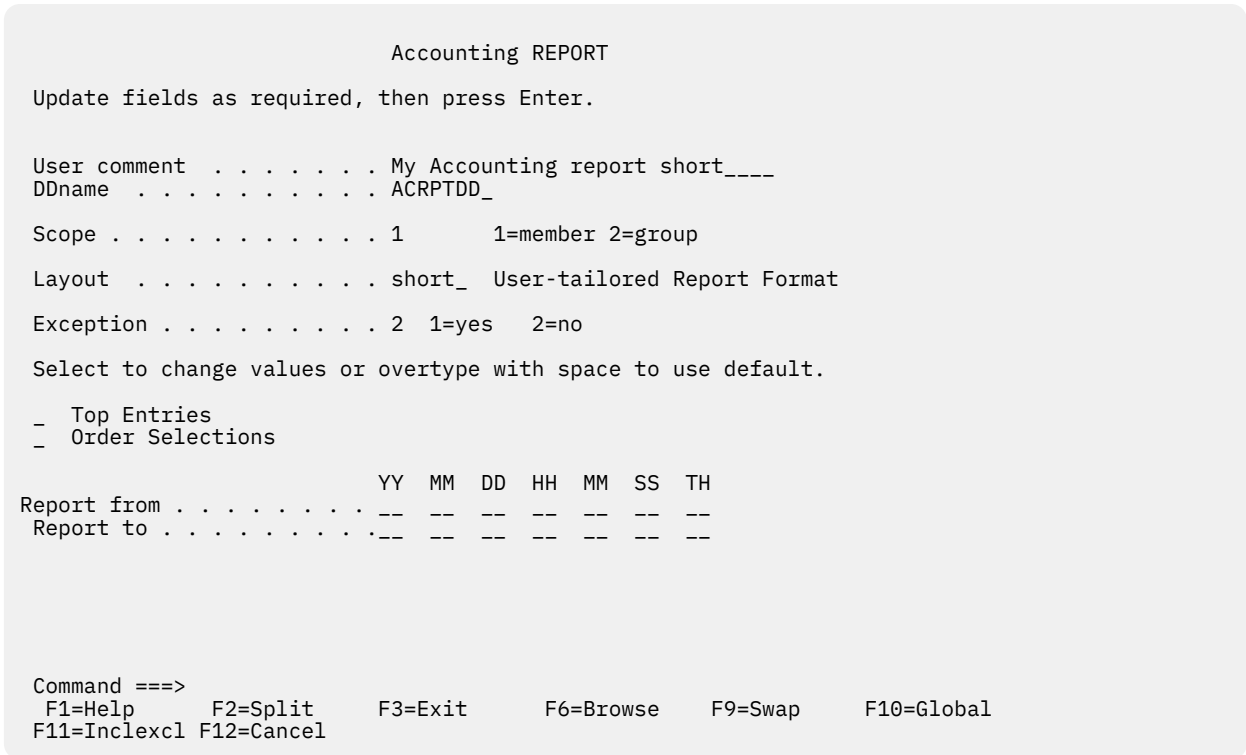 Accounting REPORT
Update fields as required, then press Enter.
User comment  . . . . . . . My Accounting report short____
DDname  . . . . . . . . . . ACRPTDD_
Scope . . . . . . . . . . . 1       1=member 2=group
Layout  . . . . . . . . . . short_  User-tailored Report Format
Exception . . . . . . . . . 2  1=yes   2=no
Select to change values or overtype with space to use default.
_  Top Entries
_  Order Selections
YY  MM  DD  HH  MM  SS  TH
Report from . . . . . . . . __  __  __  __  __  __  __
Report to . . . . . . . . .__  __  __  __  __  __  __
Command ===>
F1=Help      F2=Split     F3=Exit      F6=Browse    F9=Swap     F10=Global
F11=Inclexcl F12=Cancel